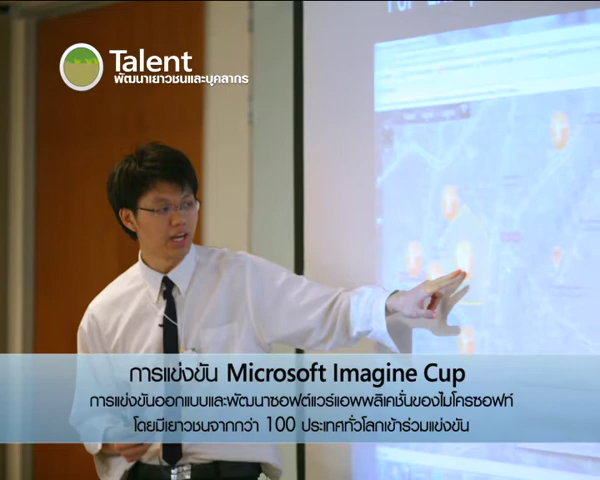 Talent
พัฒนาเยาวชนและบุคลากร
การแข่งขัน Microsoft Imagine Cup
การแข่งขันออกแบบและพัฒนาซอฟต์แวร์แอพพลิเคชั่นของไมโครซอฟท์
โดยมีเยาวชนจากกว่า 100 ประเทศทั่วโลกเข้าร่วมแข่งขัน